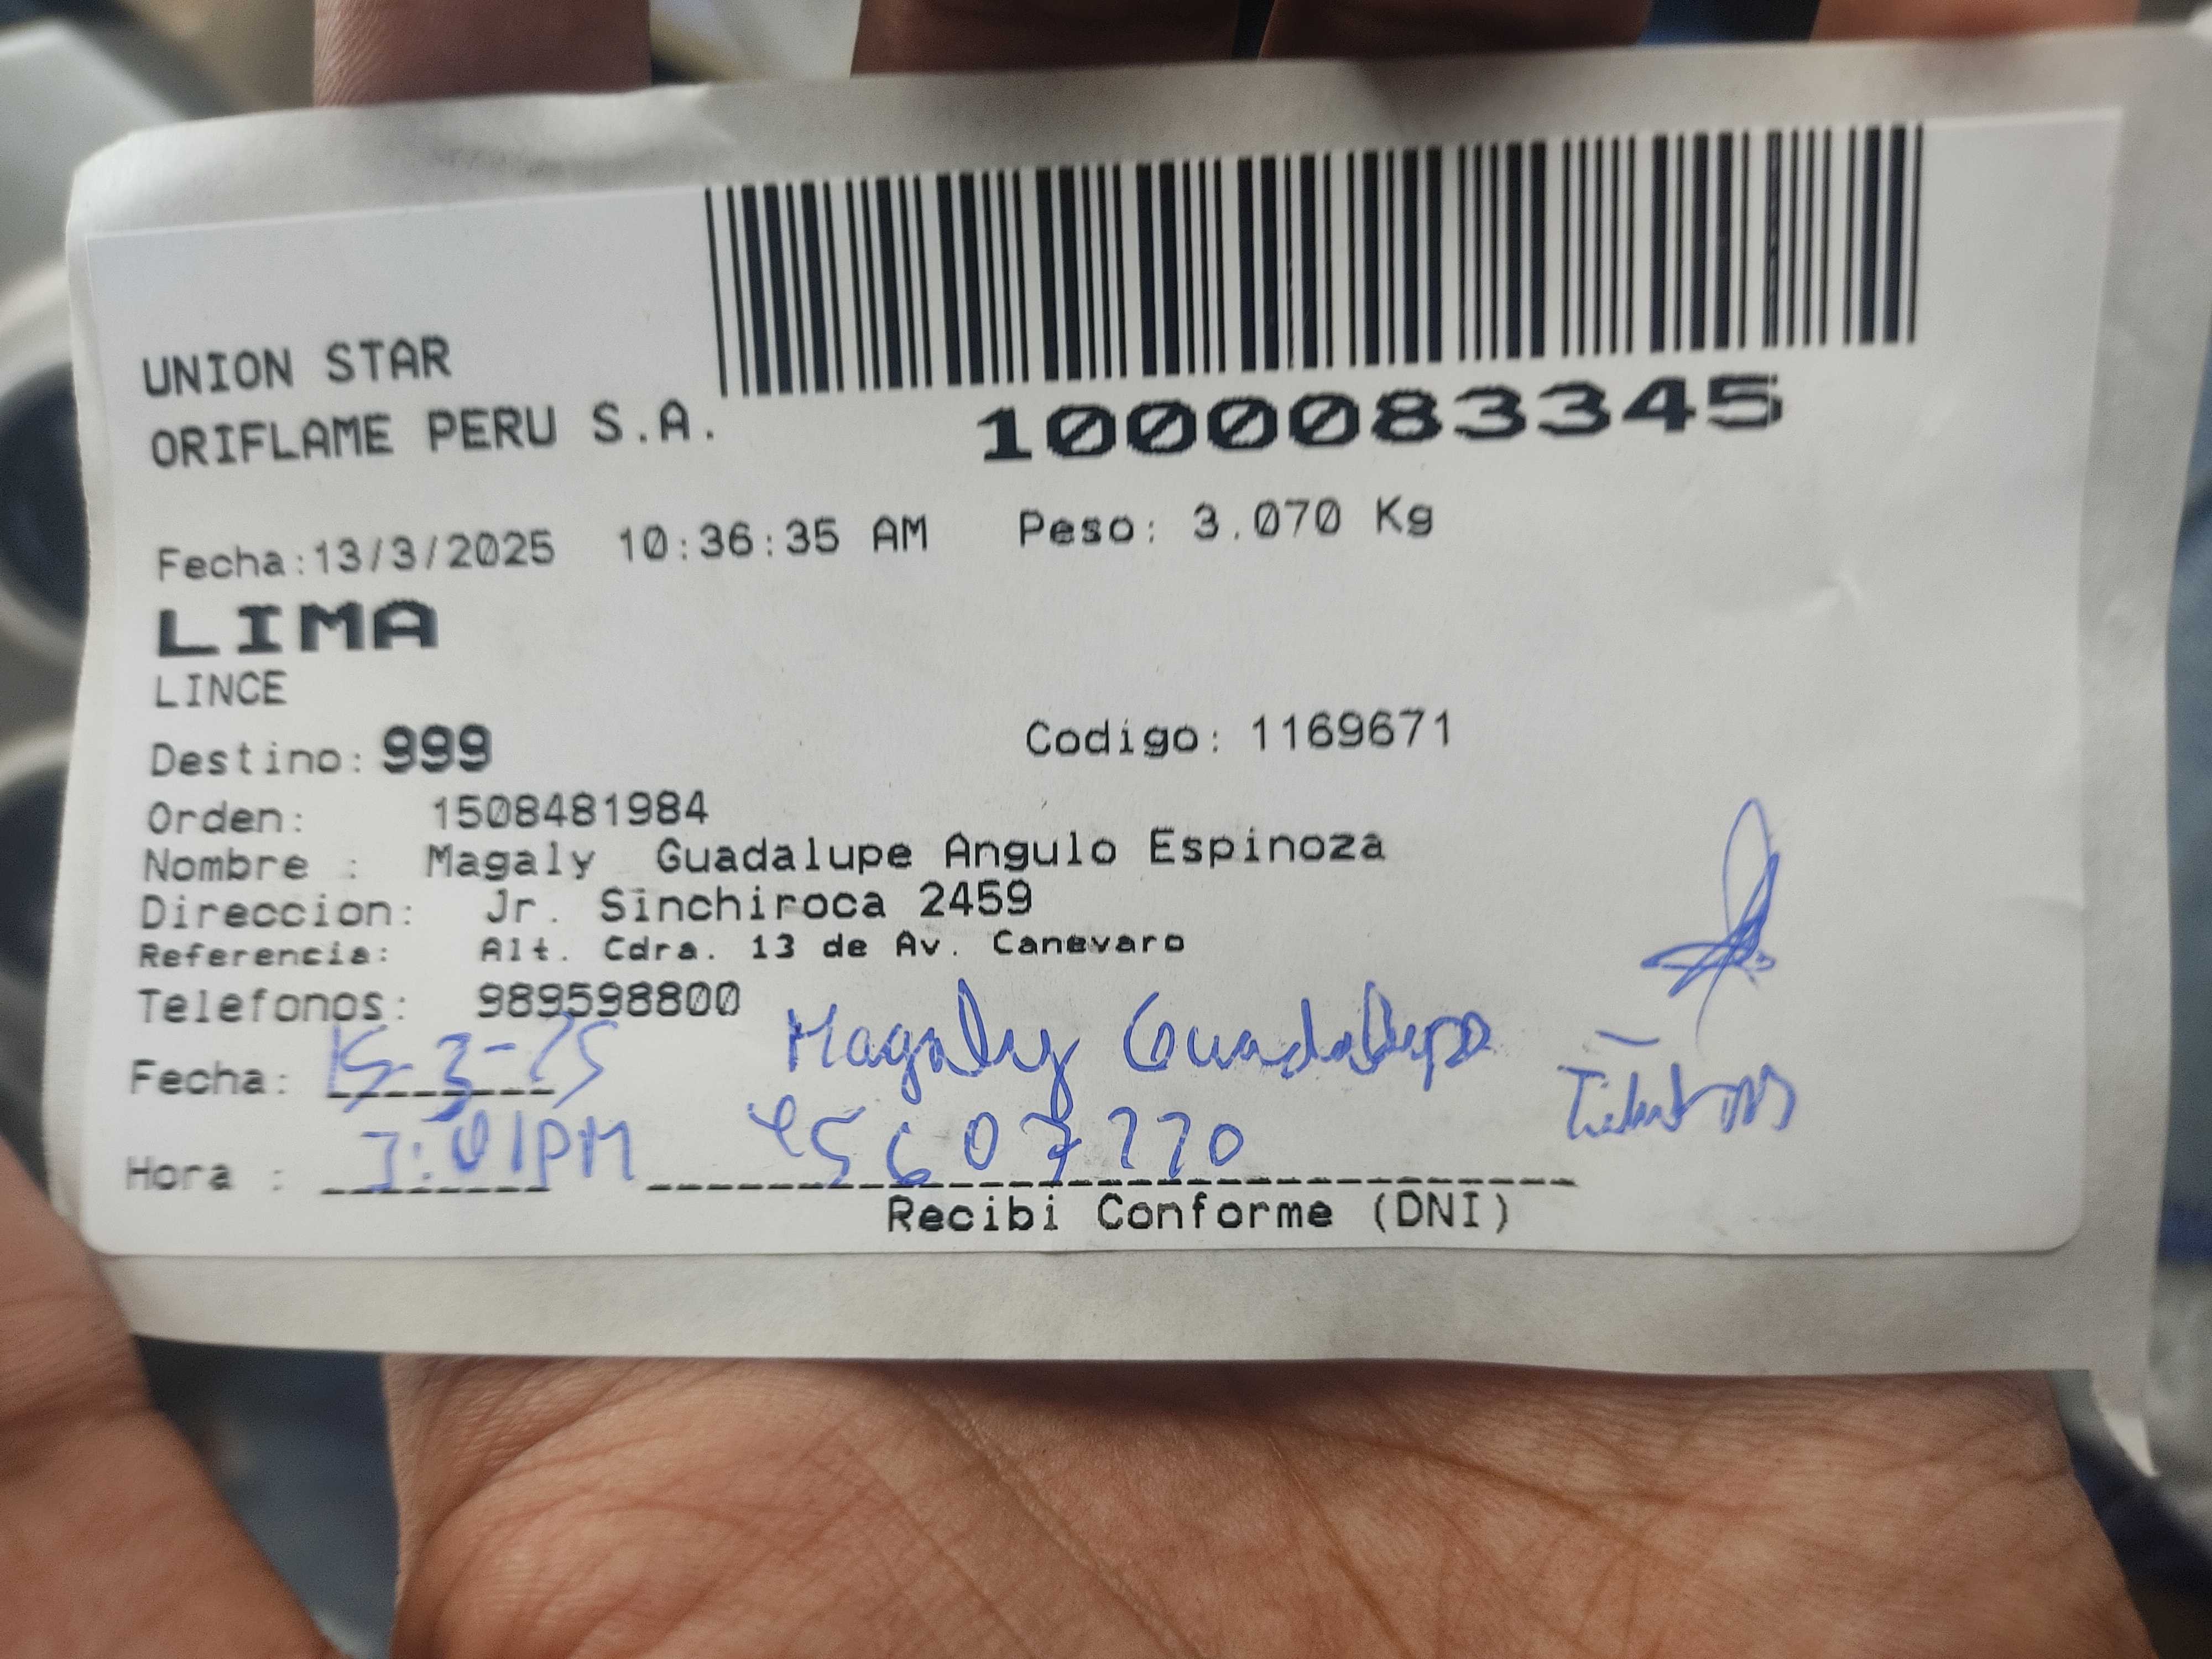 UNION STAR
ORIFLAME PERU S.A.
1000083345
Fecha:13/3/2025 10:36:35 AM Peso: 3.070 Kg
LIMA
LINCE
Destino: 999 Codigo: 1169671
Orden: 1508481984
Nombre : Magaly Guadalupe Angulo Espinoza
Direccion: Jr. Sinchiroca 2459
Referencia: Alt. Cdra. 13 de Av. Canevaro
Telefonos: 989598800
Magaly Guadalupe
Fecha: 15-3-25
Hora : 3:01PM 45607770
Recibi Conforme (DNI)